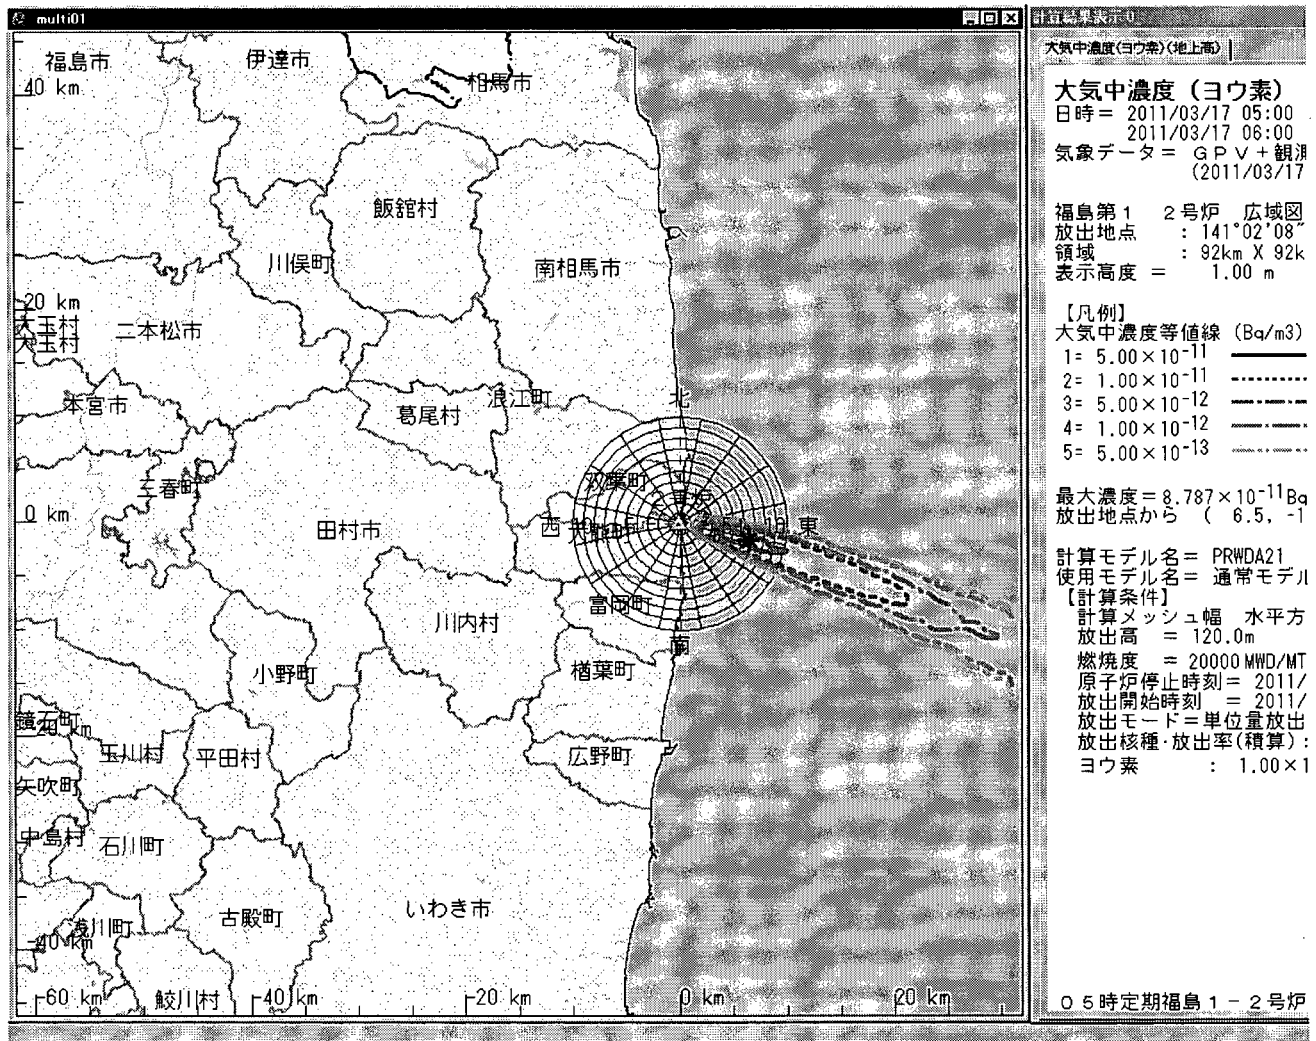 multi01
福島市
伊達市
相馬市
40 km
飯舘村
川俣町
南相馬市
20 km
大玉村
大玉村
二本松市
本宮市
葛尾村
浪江町
北
三春町
双葉町
0 km
田村市
西
10
東
富岡町
川内村
南
小野町
楢葉町
鏡石町
玉川村
平田村
広野町
矢吹町
中島村
石川町
古殿町
いわき市
浅川町
-40 km
鮫川村
-60 km
-40 km
-20 km
0 km
20 km
計算結果表示:0
大気中濃度(ヨウ素)(地上高)
大気中濃度(ヨウ素)
日時= 2011/03/17 05:00
2011/03/17 06:00
気象データ= GPV+観測
(2011/03/17
福島第1 2号炉 広域図
放出地点 : 141°02'08"
領域 : 92km X 92k
表示高度 = 1.00 m
【凡例】
大気中濃度等値線 (Bq/m3)
1= 5.00×10-11
2= 1.00×10-11
3= 5.00×10-12
4= 1.00×10-12
5= 5.00×10-13
最大濃度=8.787×10-11Bq
放出地点から ( 6.5, -1
計算モデル名= PRWDA21
使用モデル名= 通常モデル
【計算条件】
計算メッシュ幅 水平方
放出高 = 120.0m
燃焼度 = 20000MWD/MT
原子炉停止時刻= 2011/
放出開始時刻 = 2011/
放出モード=単位量放出
放出核種・放出率(積算):
ヨウ素 : 1.00×1
05時定期福島1-2号炉